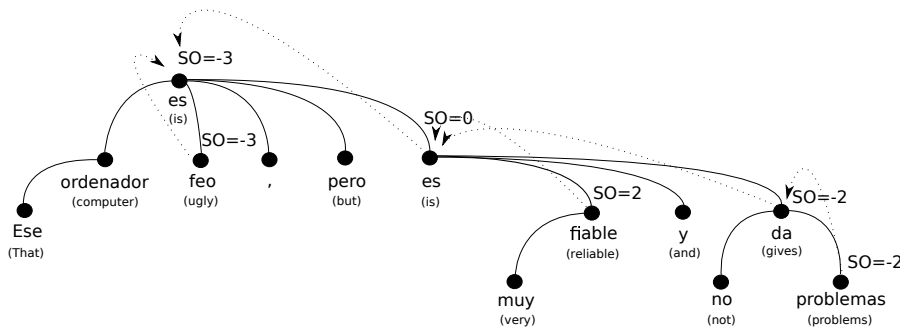 SO=-3
es
(is)
SO=-3
SO=0
ordenador
(computer)
feo
(ugly)
,
pero
(but)
es
(is)
SO=2
SO=-2
Ese
(That)
fiable
(reliable)
y
(and)
da
(gives)
SO=-2
muy
(very)
no
(not)
problemas
(problems)